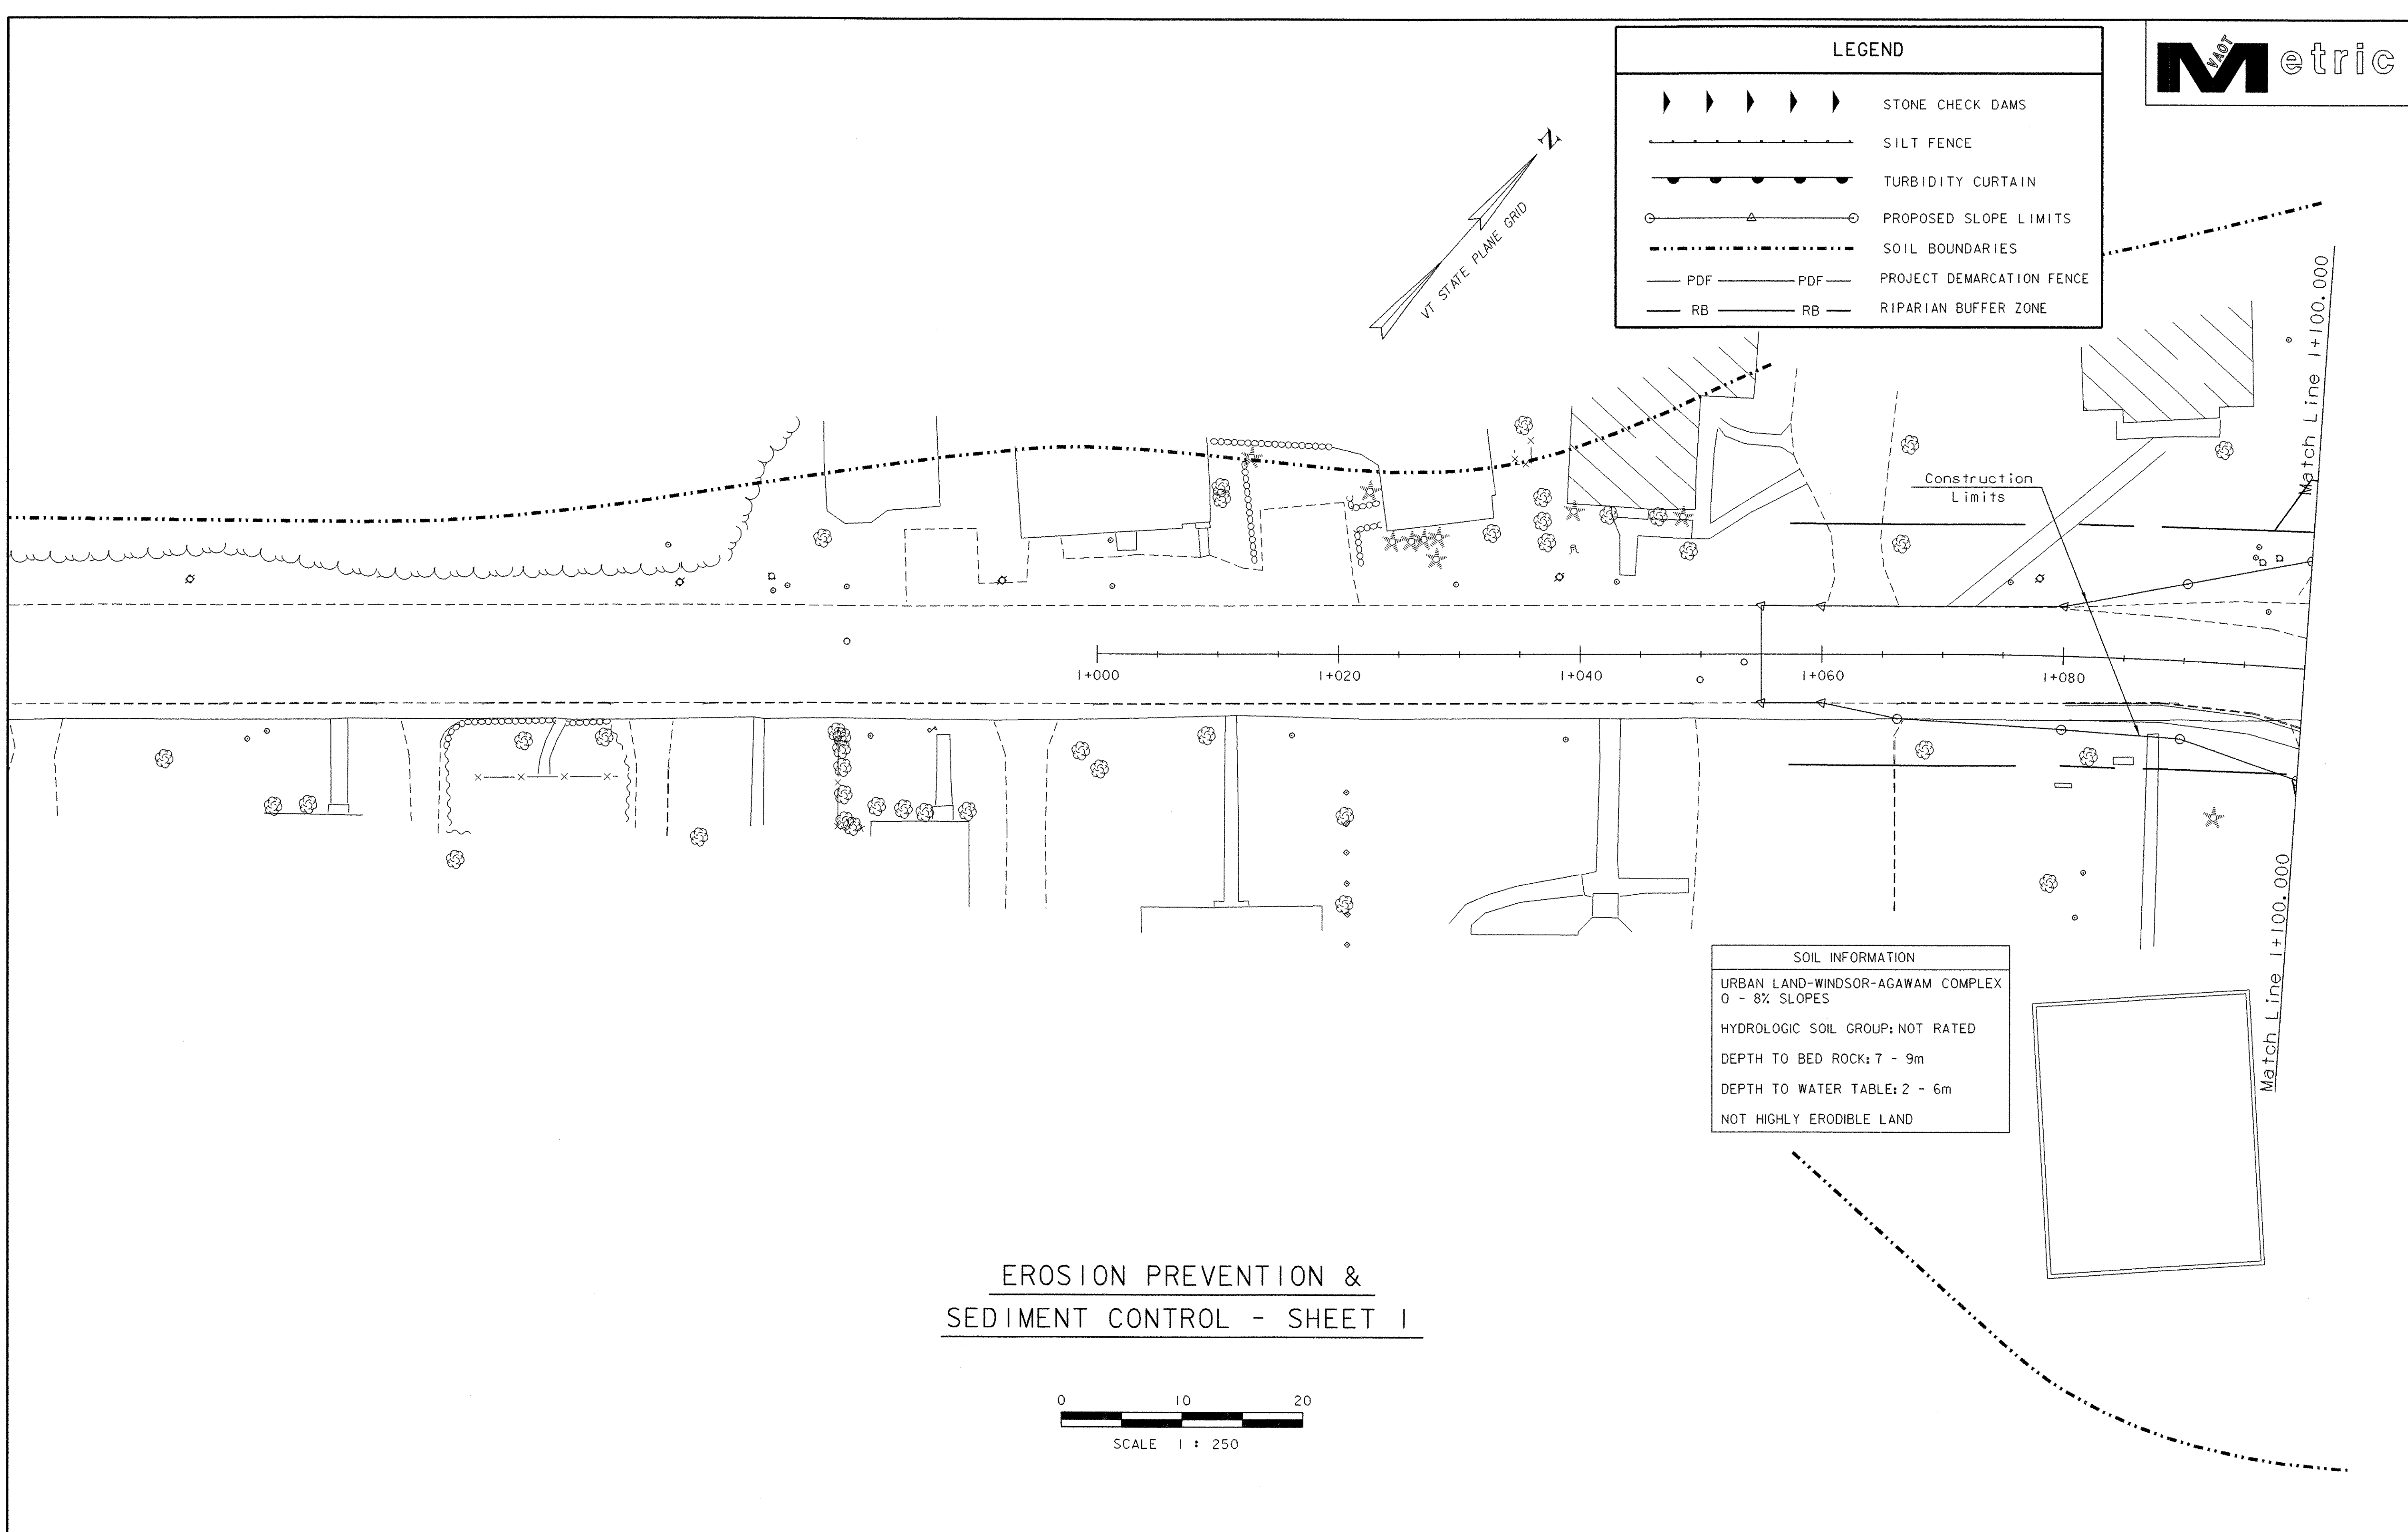 LEGEND
STONE CHECK DAMS
SILT FENCE
TURBIDITY CURTAIN
PROPOSED SLOPE LIMITS
SOIL BOUNDARIES
PDF PDF PROJECT DEMARCATION FENCE
RB RB RIPARIAN BUFFER ZONE
VAOT
Metric
N
VT STATE PLANE GRID
Match Line 1+100.000
Construction
Limits
1+000 1+020 1+040 1+060 1+080
Match Line 1+100.000
SOIL INFORMATION
URBAN LAND-WINDSOR-AGAWAM COMPLEX
0 - 8% SLOPES
HYDROLOGIC SOIL GROUP: NOT RATED
DEPTH TO BED ROCK: 7 - 9m
DEPTH TO WATER TABLE: 2 - 6m
NOT HIGHLY ERODIBLE LAND
EROSION PREVENTION &
SEDIMENT CONTROL - SHEET 1
0 10 20
SCALE 1 : 250